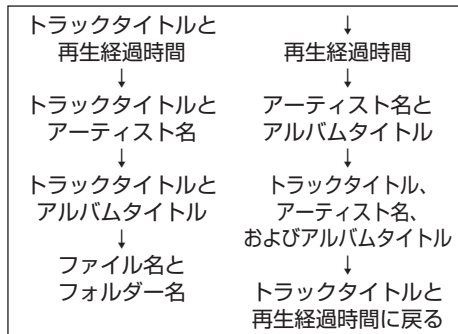 トラックタイトルと
再生経過時間
↓
トラックタイトルと
アーティスト名
↓
トラックタイトルと
アルバムタイトル
↓
ファイル名と
フォルダー名
↓
再生経過時間
↓
アーティスト名と
アルバムタイトル
↓
トラックタイトル、
アーティスト名、
およびアルバムタイトル
↓
トラックタイトルと
再生経過時間に戻る